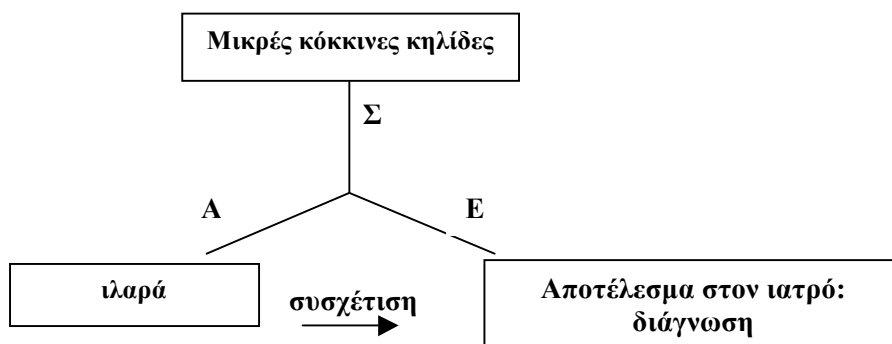 Μικρές κόκκινες κηλίδες
Σ
Α
Ε
ιλαρά
συσχέτιση
Αποτέλεσμα στον ιατρό:
διάγνωση